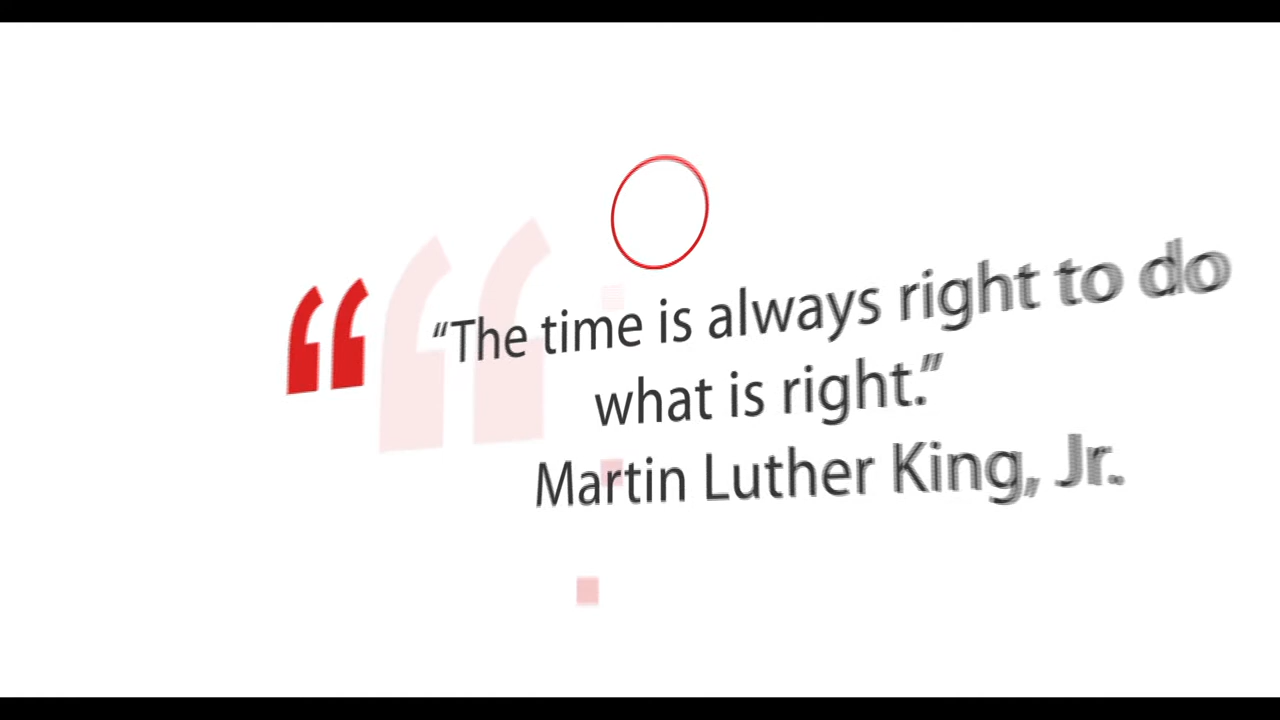 “The time is always right to do
what is right.”
Martin Luther King, Jr.